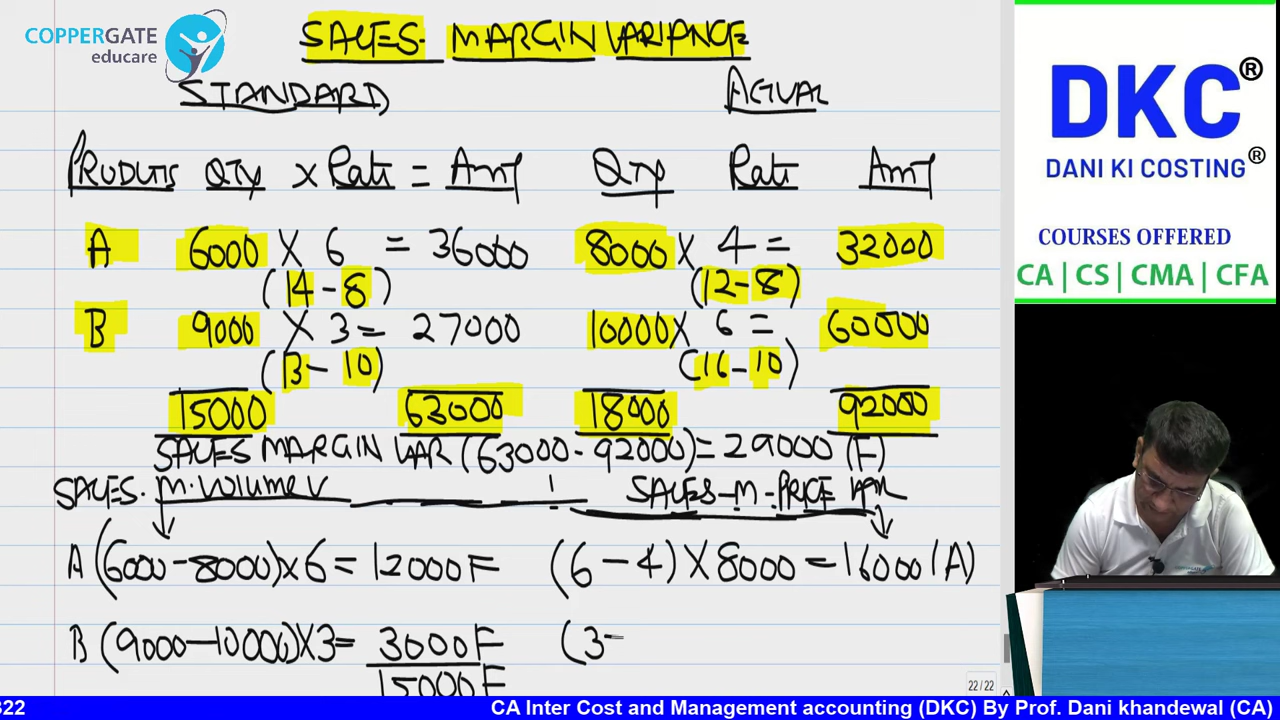 COPPERGATE
educare
SALES MARGIN VARIANCE
STANDARD ACTUAL
PRODUTS QTY x Rate = Amt QTY Rate Amt
A 6000 X 6 = 36000 8000 X 4 = 32000
(14 - 8) (12 - 8)
B 9000 X 3 = 27000 10000 X 6 = 60000
(13 - 10) (16 - 10)
15000 63000 18000 92000
SALES MARGIN VAR (63000 - 92000) = 29000 (F)
SALES. M. VOLUME V SALES - M - PRICE VAR
A (6000 - 8000) x 6 = 12000 F (6 - 4) X 8000 = 16000 (A)
B (9000 - 10000) X 3 = 3000 F (3-
15000 F
22/22
DKC®
DANI KI COSTING®
COURSES OFFERED
CA | CS | CMA | CFA
322 CA Inter Cost and Management accounting (DKC) By Prof. Dani khandewal (CA)